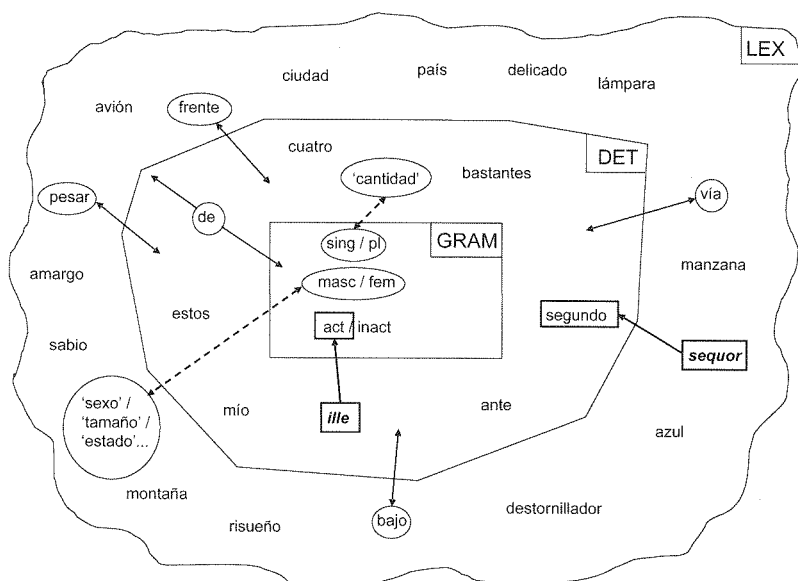 LEX
ciudad
país
delicado
lámpara
avión
frente
cuatro
DET
bastantes
'cantidad'
pesar
de
vía
sing / pl
GRAM
manzana
amargo
masc / fem
estos
segundo
act / inact
sabio
sequor
'sexo' /
'tamaño' /
'estado'...
mío
ille
ante
azul
montaña
risueño
bajo
destornillador